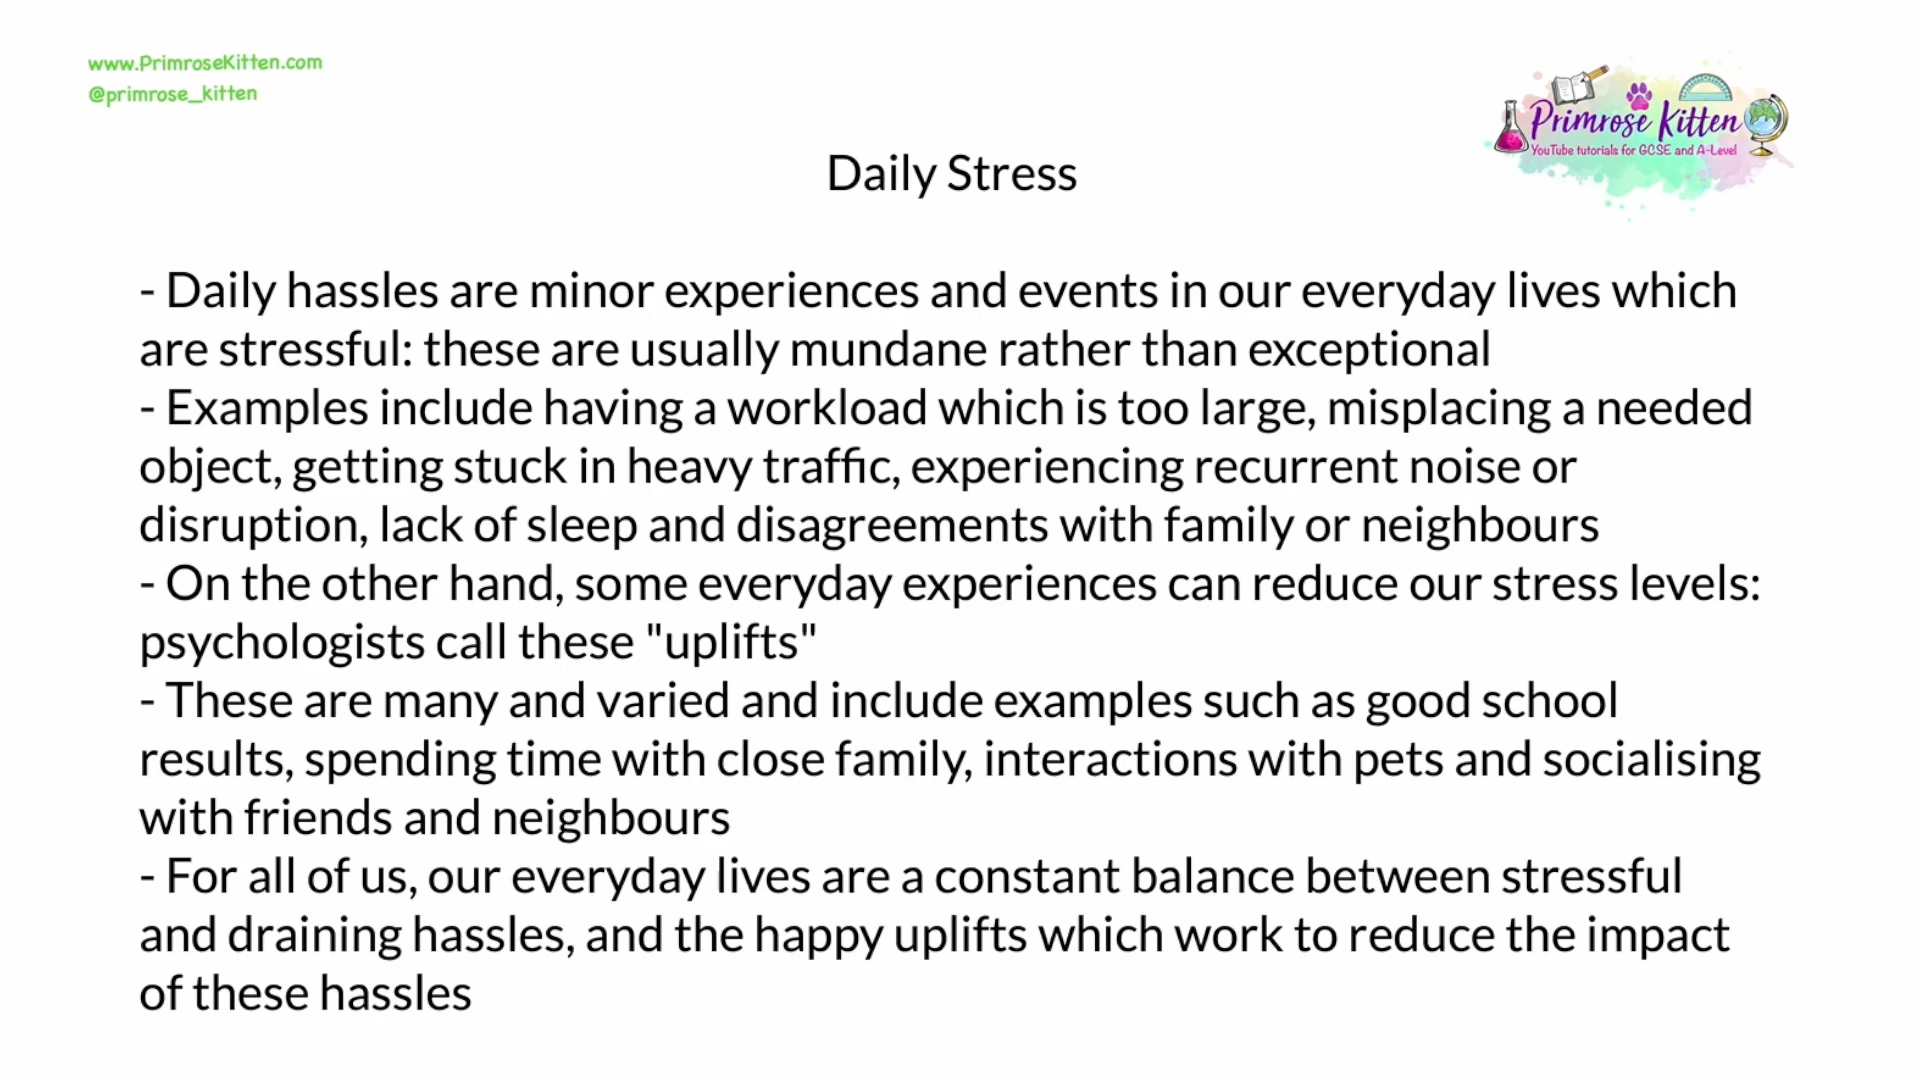 www.PrimroseKitten.com
@primrose_kitten
Primrose Kitten
YouTube tutorials for GCSE and A-Level
Daily Stress
- Daily hassles are minor experiences and events in our everyday lives which
are stressful: these are usually mundane rather than exceptional
- Examples include having a workload which is too large, misplacing a needed
object, getting stuck in heavy traffic, experiencing recurrent noise or
disruption, lack of sleep and disagreements with family or neighbours
- On the other hand, some everyday experiences can reduce our stress levels:
psychologists call these "uplifts"
- These are many and varied and include examples such as good school
results, spending time with close family, interactions with pets and socialising
with friends and neighbours
- For all of us, our everyday lives are a constant balance between stressful
and draining hassles, and the happy uplifts which work to reduce the impact
of these hassles